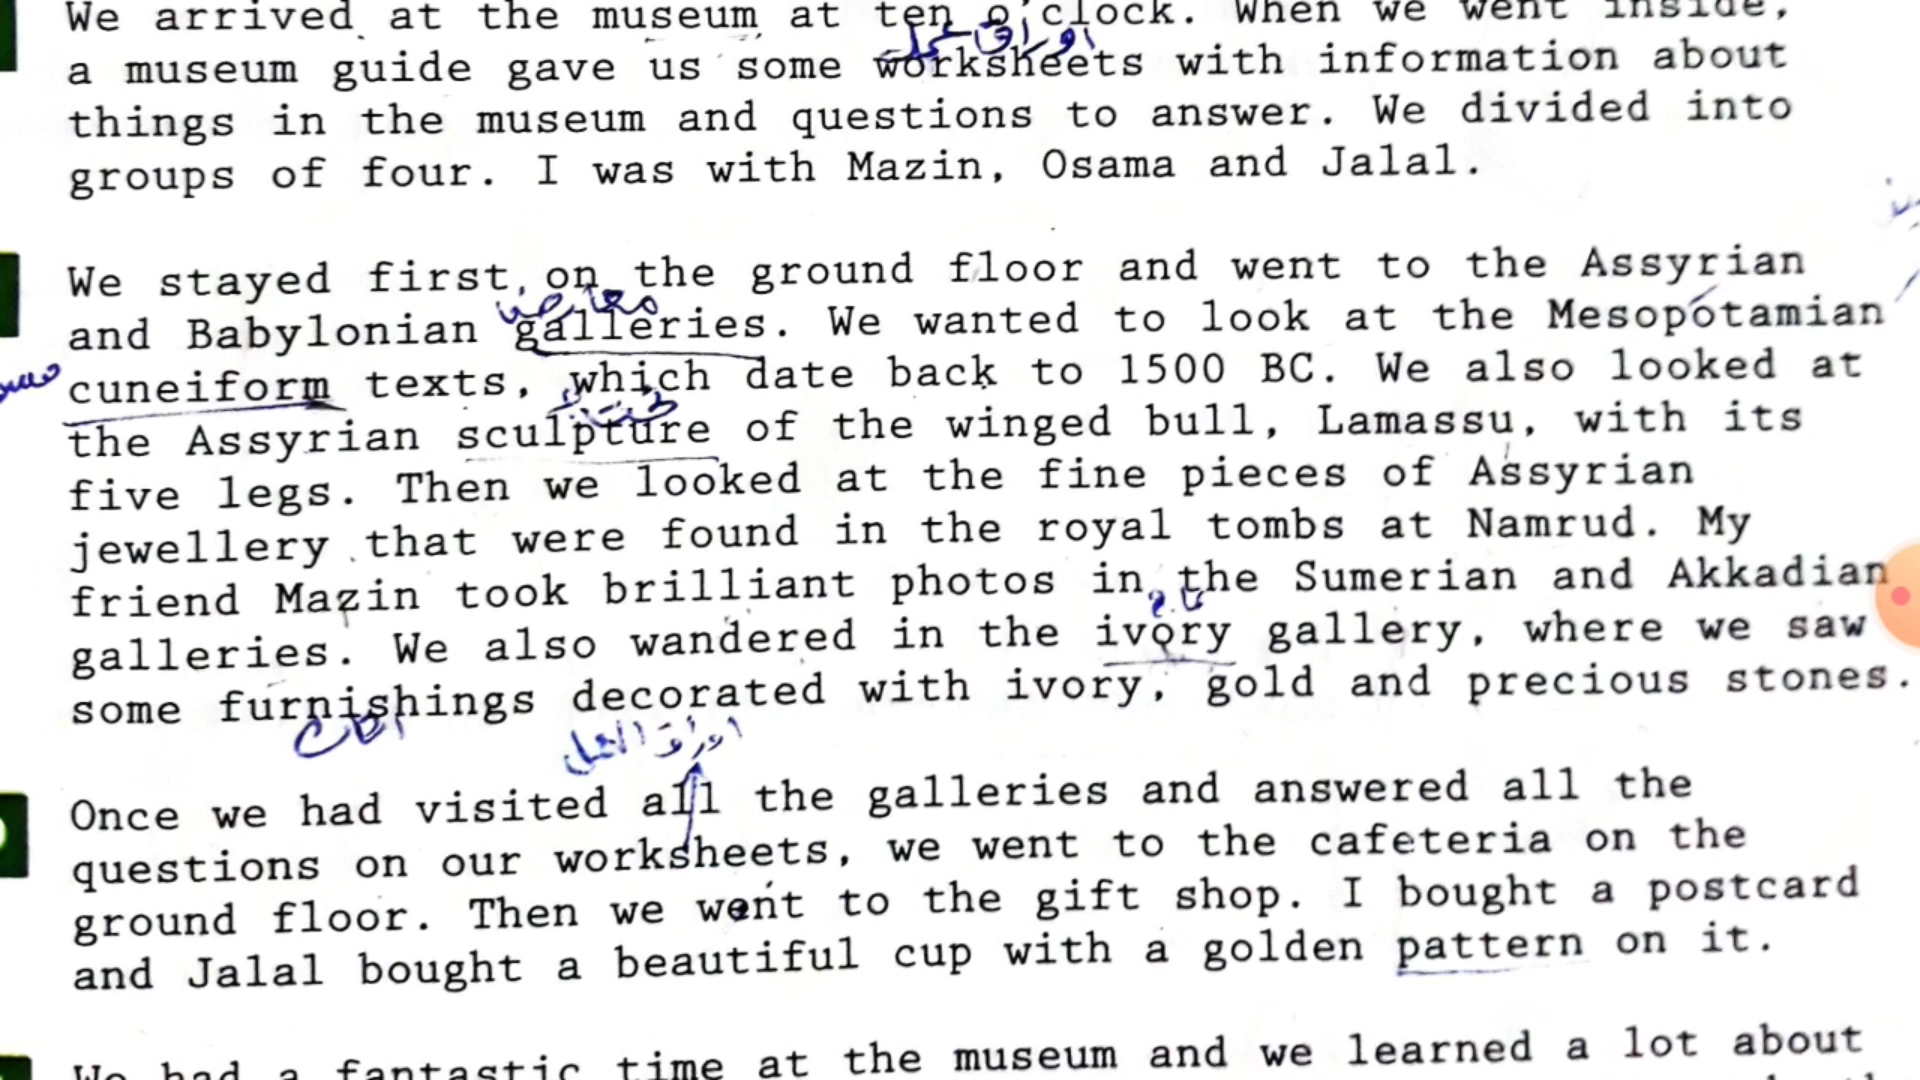 We arrived at the museum at ten o'clock. When we went inside,
اوراق عمل
a museum guide gave us some worksheets with information about
things in the museum and questions to answer. We divided into
groups of four. I was with Mazin, Osama and Jalal.
We stayed first on the ground floor and went to the Assyrian
معارض
and Babylonian galleries. We wanted to look at the Mesopotamian
cuneiform texts, which date back to 1500 BC. We also looked at
the Assyrian sculpture of the winged bull, Lamassu, with its
five legs. Then we looked at the fine pieces of Assyrian
jewellery that were found in the royal tombs at Namrud. My
friend Mazin took brilliant photos in the Sumerian and Akkadian
عاج
galleries. We also wandered in the ivory gallery, where we saw
some furnishings decorated with ivory, gold and precious stones.
اثاث
اوراق العمل
Once we had visited all the galleries and answered all the
questions on our worksheets, we went to the cafeteria on the
ground floor. Then we went to the gift shop. I bought a postcard
and Jalal bought a beautiful cup with a golden pattern on it.
We had a fantastic time at the museum and we learned a lot about